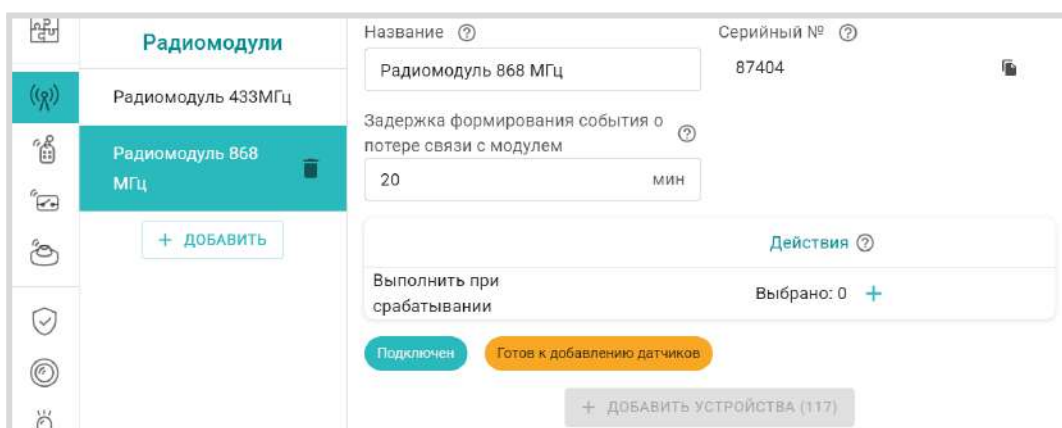 Радиомодули
Радиомодуль 433МГц
Радиомодуль 868
МГц
+ ДОБАВИТЬ
Название ?
Радиомодуль 868 МГц
Серийный № ?
87404
Задержка формирования события о
потере связи с модулем ?
20 мин
Действия ?
Выполнить при
срабатывании
Выбрано: 0 +
Подключен
Готов к добавлению датчиков
+ ДОБАВИТЬ УСТРОЙСТВА (117)